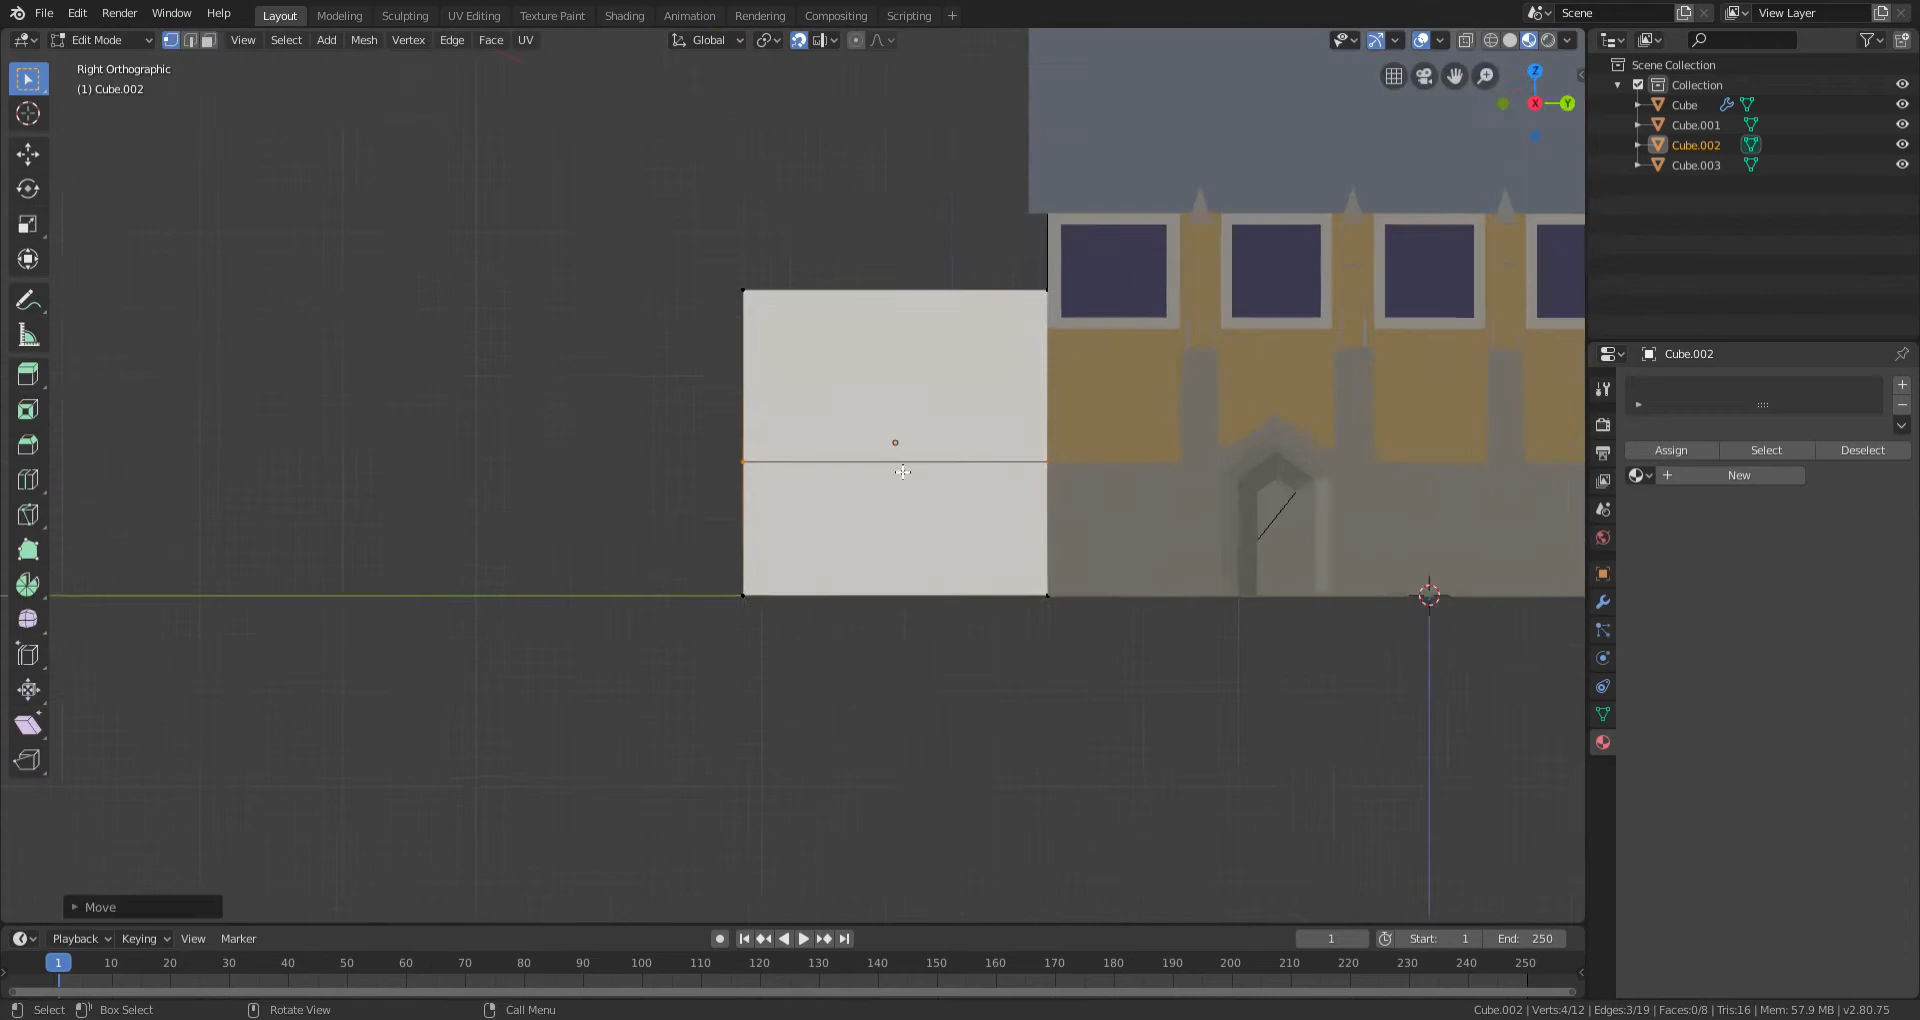 File Edit Render Window Help Layout Modeling Sculpting UV Editing Texture Paint Shading Animation Rendering Compositing Scripting + Scene View Layer
Edit Mode View Select Add Mesh Vertex Edge Face UV Global
Right Orthographic
(1) Cube.002
Z
X
Y
Scene Collection
Collection
Cube
Cube.001
Cube.002
Cube.003
Cube.002
Assign Select Deselect
New
Move
Playback Keying View Marker 1 Start: 1 End: 250
1 10 20 30 40 50 60 70 80 90 100 110 120 130 140 150 160 170 180 190 200 210 220 230 240 250
Select Box Select Rotate View Call Menu Cube.002 | Verts:4/12 | Edges:3/19 | Faces:0/8 | Tris:16 | Mem: 57.9 MB | v2.80.75